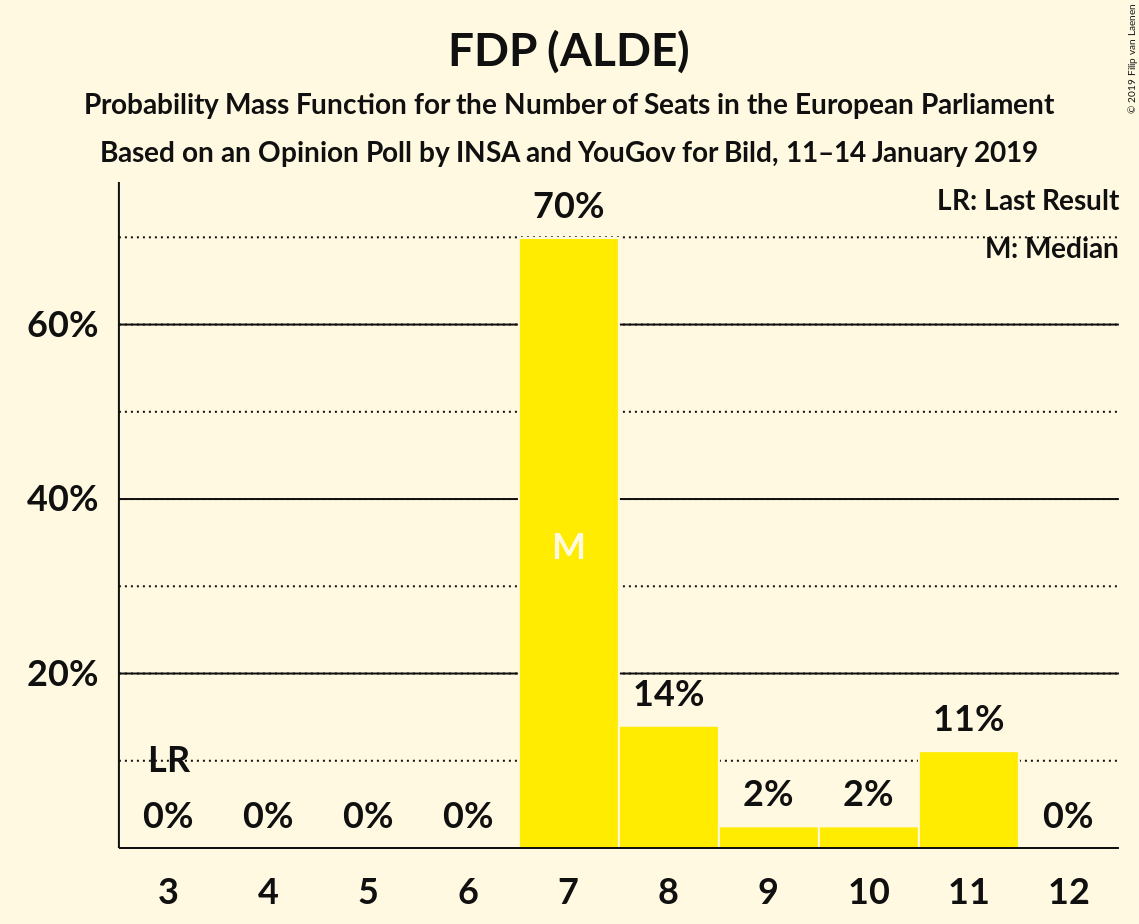 FDP (ALDE)
Probability Mass Function for the Number of Seats in the European Parliament
Based on an Opinion Poll by INSA and YouGov for Bild, 11–14 January 2019
© 2019 Filip van Laenen
LR: Last Result
M: Median
70%
60%
40%
M
20%
14%
11%
LR
2% 2%
0% 0% 0% 0% 0%
3 4 5 6 7 8 9 10 11 12